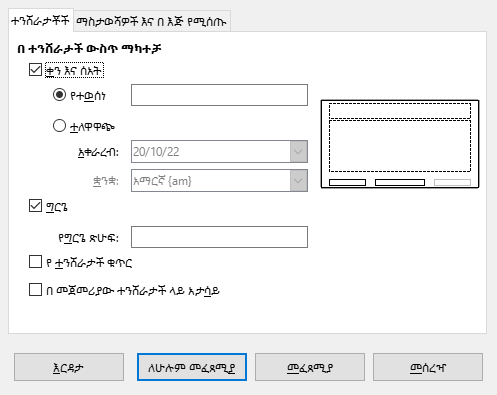 ተንሸራታቾች ማስታወሻዎች እና በ እጅ የሚሰጡ
በ ተንሸራታች ውስጥ ማካተቻ
ቀን እና ሰአት
የተወሰነ
ተለዋዋጭ
አቀራረብ: 20/10/22
ቋንቋ: አማርኛ {am}
ግርጌ
የግርጌ ጽሁፍ:
የ ተንሸራታች ቁጥር
በ መጀመሪያው ተንሸራታች ላይ አታሳይ
እርዳታ ለሁሉም መፈጸሚያ መፈጸሚያ መሰረዣ